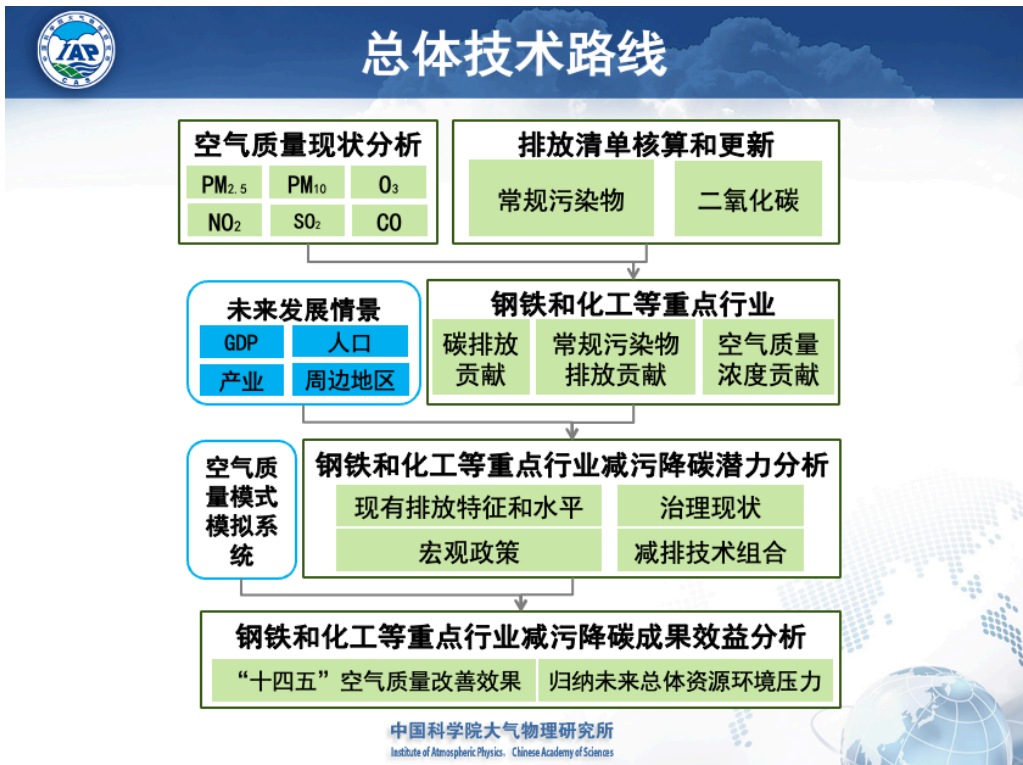 IAP
CAS
总体技术路线
空气质量现状分析
PM2.5
PM10
O3
NO2
SO2
CO
排放清单核算和更新
常规污染物
二氧化碳
未来发展情景
GDP
人口
产业
周边地区
钢铁和化工等重点行业
碳排放
贡献
常规污染物
排放贡献
空气质量
浓度贡献
空气质
量模式
模拟系
统
钢铁和化工等重点行业减污降碳潜力分析
现有排放特征和水平
治理现状
宏观政策
减排技术组合
钢铁和化工等重点行业减污降碳成果效益分析
“十四五”空气质量改善效果
归纳未来总体资源环境压力
中国科学院大气物理研究所
Institute of Atmospheric Physics, Chinese Academy of Sciences